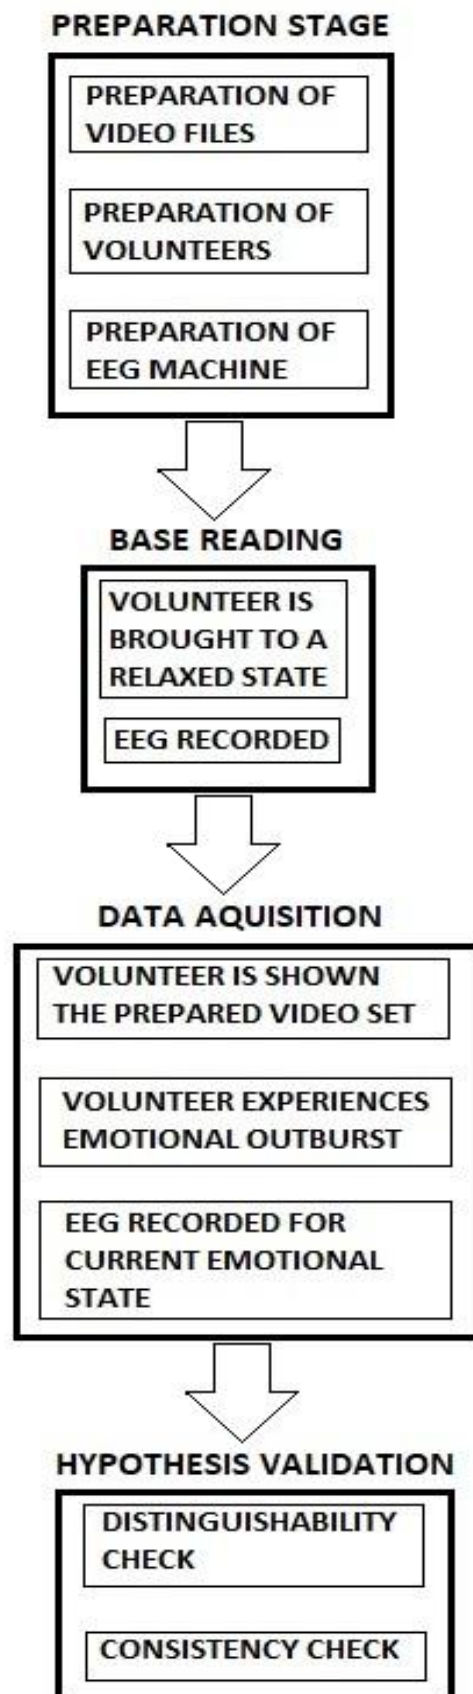 PREPARATION STAGE
PREPARATION OF
VIDEO FILES
PREPARATION OF
VOLUNTEERS
PREPARATION OF
EEG MACHINE
BASE READING
VOLUNTEER IS
BROUGHT TO A
RELAXED STATE
EEG RECORDED
DATA AQUISITION
VOLUNTEER IS SHOWN
THE PREPARED VIDEO SET
VOLUNTEER EXPERIENCES
EMOTIONAL OUTBURST
EEG RECORDED FOR
CURRENT EMOTIONAL
STATE
HYPOTHESIS VALIDATION
DISTINGUISHABILITY
CHECK
CONSISTENCY CHECK